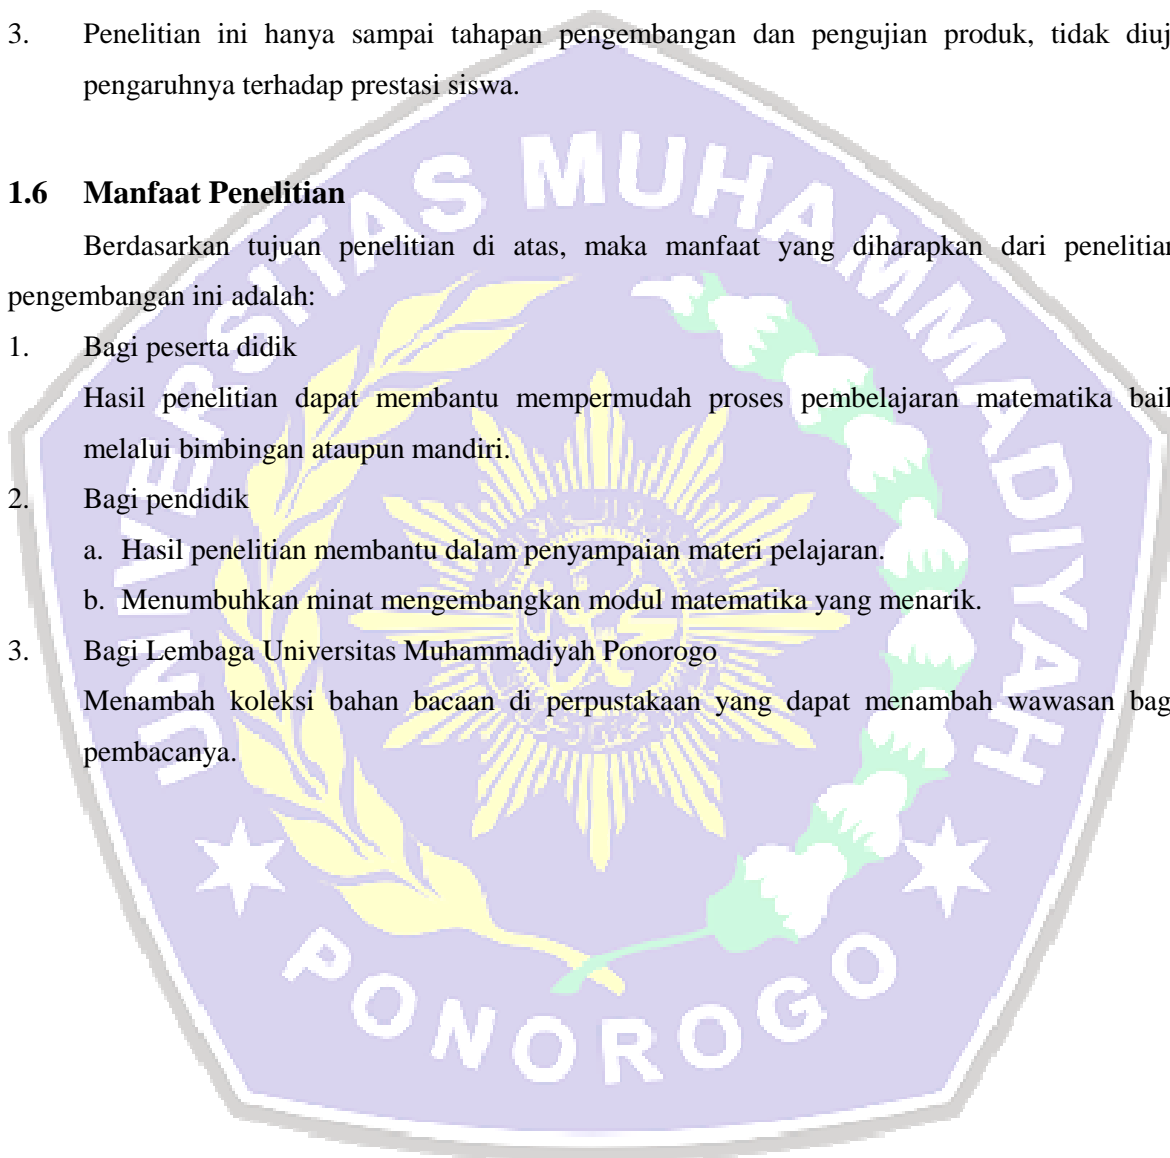 3. Penelitian ini hanya sampai tahapan pengembangan dan pengujian produk, tidak diuj
pengaruhnya terhadap prestasi siswa.
1.6 Manfaat Penelitian
Berdasarkan tujuan penelitian di atas, maka manfaat yang diharapkan dari penelitian
pengembangan ini adalah:
1. Bagi peserta didik
Hasil penelitian dapat membantu mempermudah proses pembelajaran matematika baik
melalui bimbingan ataupun mandiri.
2. Bagi pendidik
a. Hasil penelitian membantu dalam penyampaian materi pelajaran.
b. Menumbuhkan minat mengembangkan modul matematika yang menarik.
3. Bagi Lembaga Universitas Muhammadiyah Ponorogo
Menambah koleksi bahan bacaan di perpustakaan yang dapat menambah wawasan bag
pembacanya.
UNIVERSITAS MUHAMMADIYAH
PONOROGO